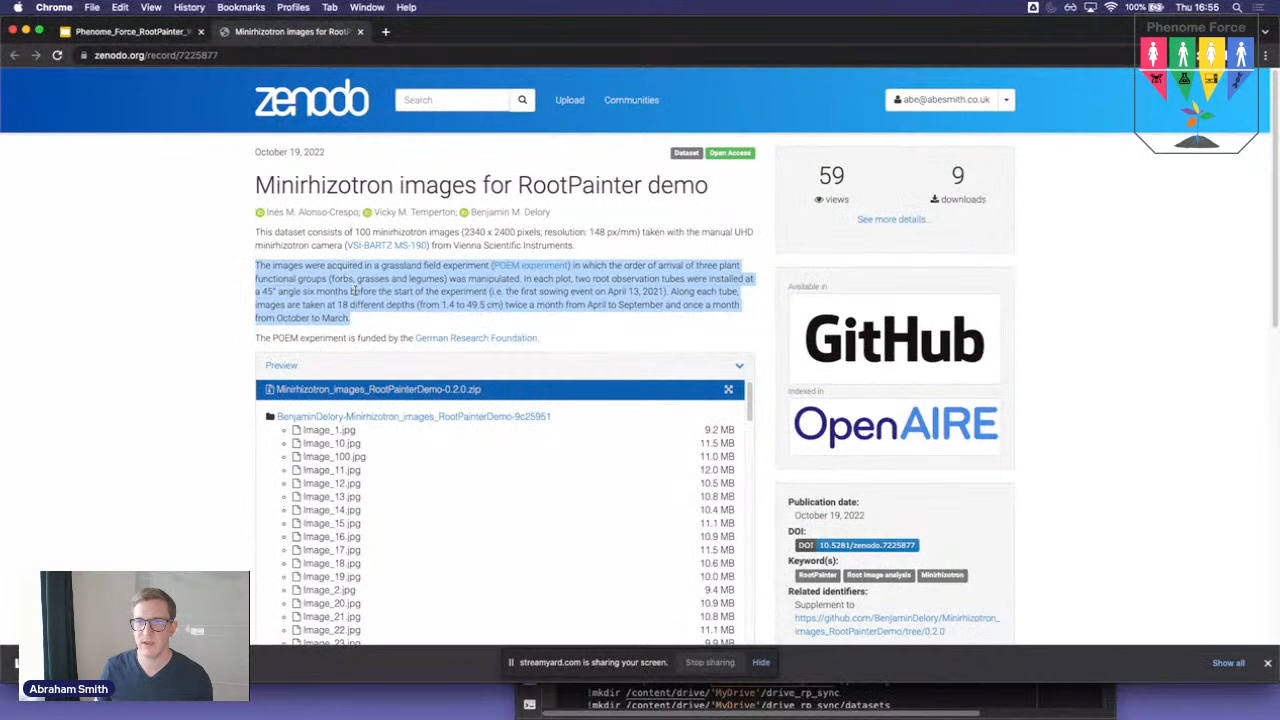 Chrome File Edit View History Bookmarks Profiles Tab Window Help 100% Thu 16:55
Phenome_Force_RootPainter_ Minirhizotron images for RootP
zenodo.org/record/7225877
Phenome Force
zenodo Search Upload Communities abe@abesmith.co.uk
October 19, 2022 Dataset Open Access
Minirhizotron images for RootPainter demo
Inés M. Alonso-Crespo; Vicky M. Temperton; Benjamin M. Delory
This dataset consists of 100 minirhizotron images (2340 x 2400 pixels; resolution: 148 px/mm) taken with the manual UHD
minirhizotron camera (VSI-BARTZ MS-190) from Vienna Scientific Instruments.
The images were acquired in a grassland field experiment (POEM experiment) in which the order of arrival of three plant
functional groups (forbs, grasses and legumes) was manipulated. In each plot, two root observation tubes were installed at
a 45° angle six months before the start of the experiment (i.e. the first sowing event on April 13, 2021). Along each tube,
images are taken at 18 different depths (from 1.4 to 49.5 cm) twice a month from April to September and once a month
from October to March.
The POEM experiment is funded by the German Research Foundation.
Preview
Minirhizotron_images_RootPainterDemo-0.2.0.zip
BenjaminDelory-Minirhizotron_images_RootPainterDemo-9c25951
Image_1.jpg 9.2 MB
Image_10.jpg 11.5 MB
Image_100.jpg 11.0 MB
Image_11.jpg 12.0 MB
Image_12.jpg 10.5 MB
Image_13.jpg 10.8 MB
Image_14.jpg 10.4 MB
Image_15.jpg 11.1 MB
Image_16.jpg 10.9 MB
Image_17.jpg 11.5 MB
Image_18.jpg 10.6 MB
Image_19.jpg 10.0 MB
Image_2.jpg 9.4 MB
Image_20.jpg 10.9 MB
Image_21.jpg 10.8 MB
Image_22.jpg 11.1 MB
Image_23.jpg 9.9 MB
59 9
views downloads
See more details...
Available in
GitHub
Indexed in
OpenAIRE
Publication date:
October 19, 2022
DOI:
DOI 10.5281/zenodo.7225877
Keyword(s):
RootPainter Root image analysis Minirhizotron
Related identifiers:
Supplement to
https://github.com/BenjaminDelory/Minirhizotron_
images_RootPainterDemo/tree/0.2.0
streamyard.com is sharing your screen. Stop sharing Hide Show all
Abraham Smith
!mkdir /content/drive/'MyDrive'/drive_rp_sync
!mkdir /content/drive/'MyDrive'/drive_rp_sync/datasets